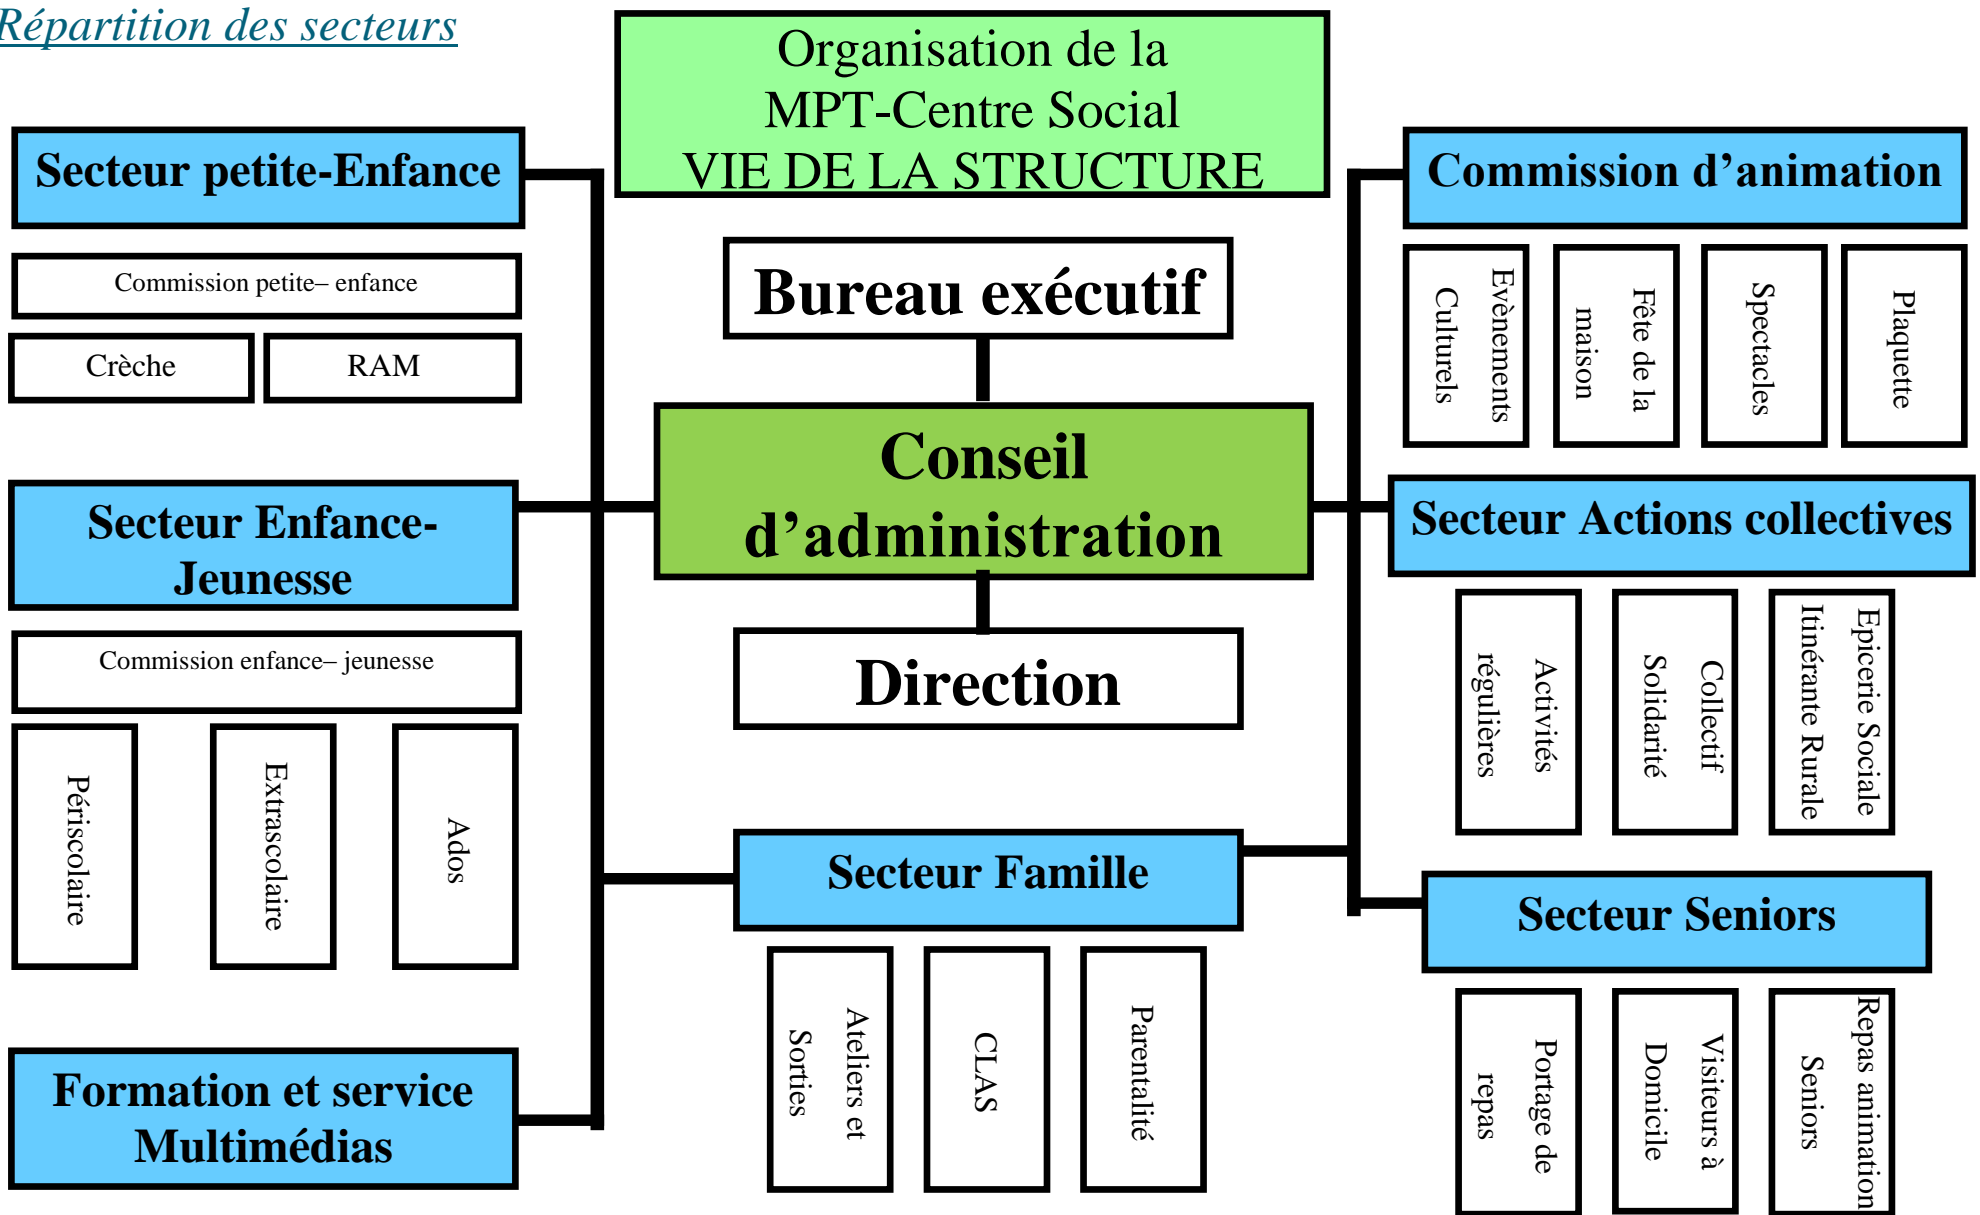 Répartition des secteurs
Organisation de la
MPT-Centre Social
VIE DE LA STRUCTURE
Secteur petite-Enfance
Commission petite– enfance
Crèche
RAM
Secteur Enfance-
Jeunesse
Commission enfance– jeunesse
Périscolaire
Extrascolaire
Ados
Formation et service
Multimédias
Bureau exécutif
Conseil
d’administration
Direction
Secteur Famille
Ateliers et
Sorties
CLAS
Parentalité
Commission d’animation
Evènements
Culturels
Fête de la
maison
Spectacles
Plaquette
Secteur Actions collectives
Activités
régulières
Collectif
Solidarité
Epicerie Sociale
Itinérante Rurale
Secteur Seniors
Portage de
repas
Visiteurs à
Domicile
Repas animation
Seniors